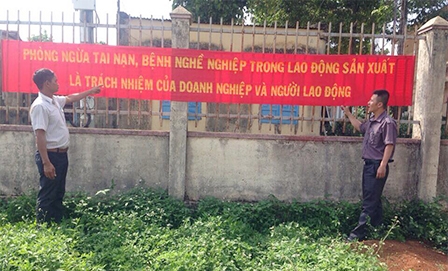 PHÒNG NGỪA TAI NẠN, BỆNH NGHỀ NGHIỆP TRONG LAO ĐỘNG SẢN XUẤT
LÀ TRÁCH NHIỆM CỦA DOANH NGHIỆP VÀ NGƯỜI LAO ĐỘNG